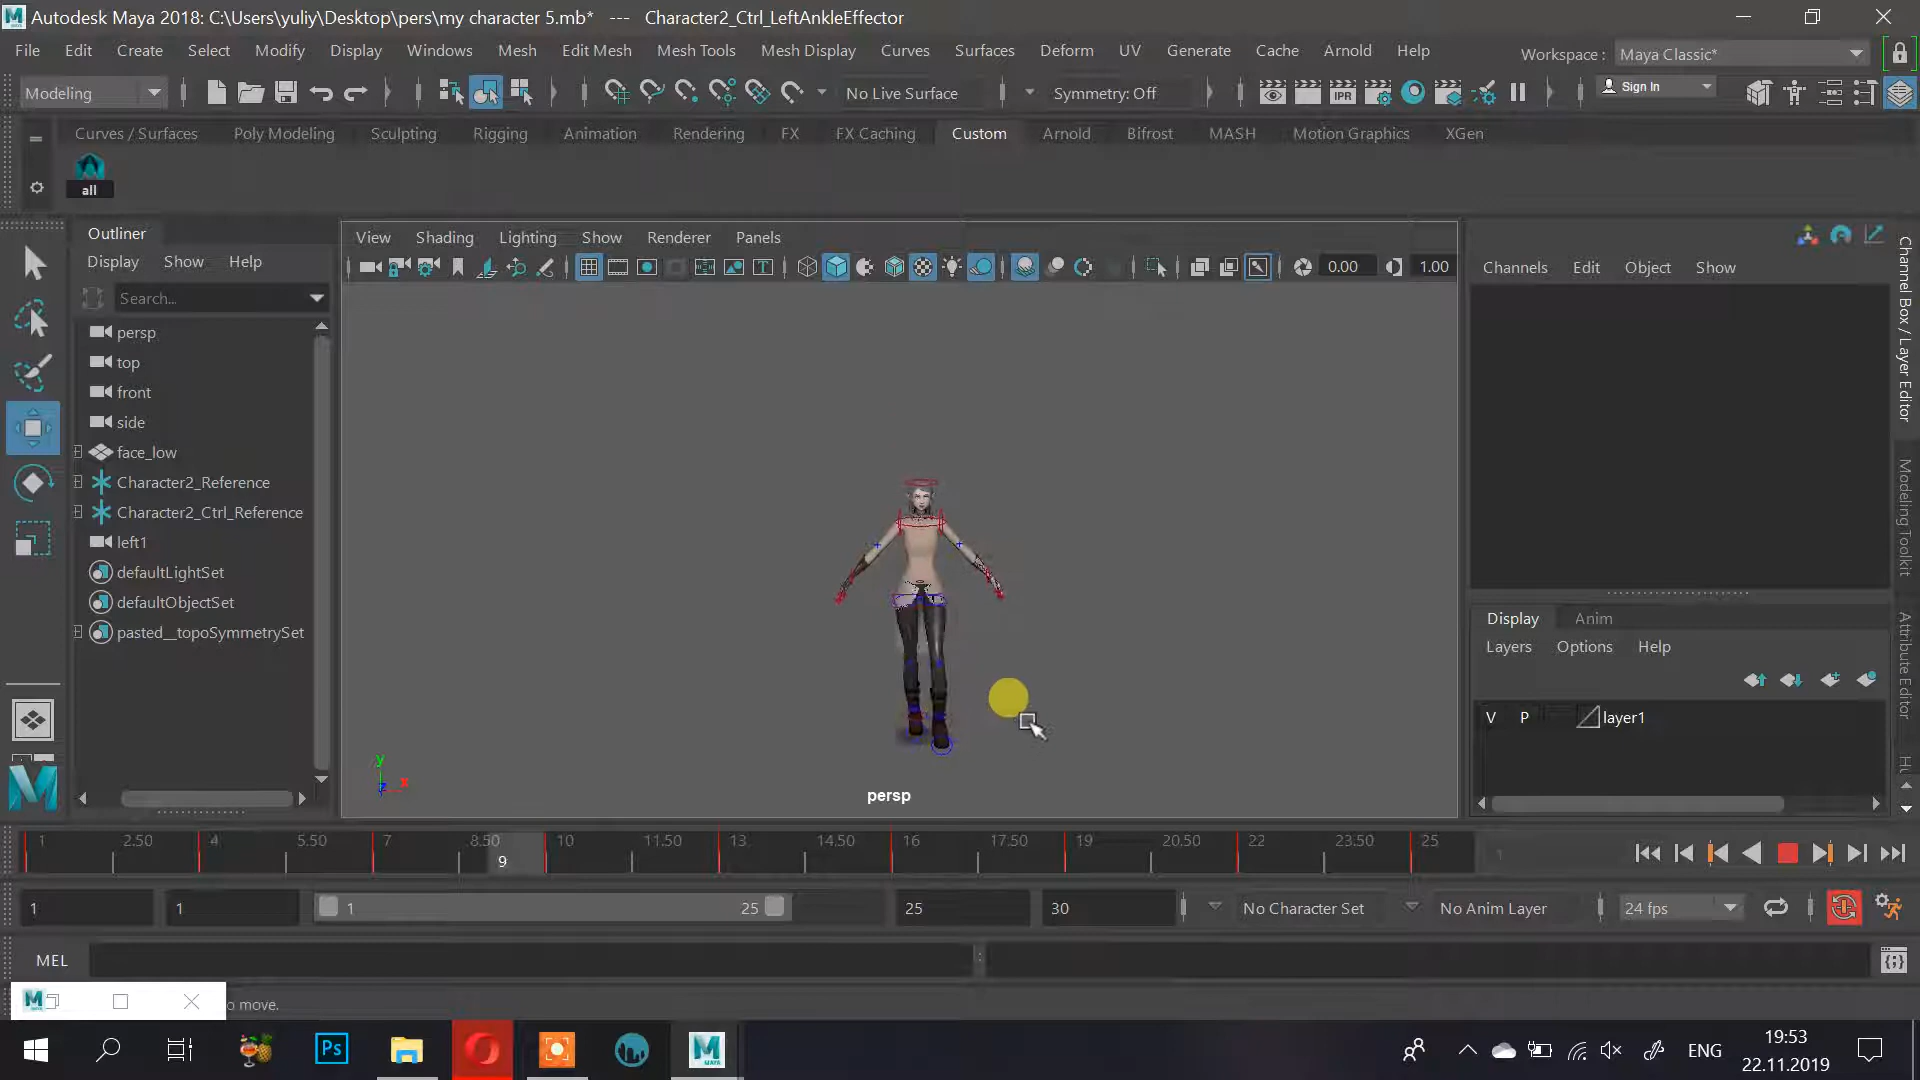 Autodesk Maya 2018: C:\Users\yuliy\Desktop\pers\my character 5.mb* --- Character2_Ctrl_LeftAnkleEffector
File Edit Create Select Modify Display Windows Mesh Edit Mesh Mesh Tools Mesh Display Curves Surfaces Deform UV Generate Cache Arnold Help Workspace : Maya Classic*
Modeling No Live Surface Symmetry: Off IPR Sign In
Curves / Surfaces Poly Modeling Sculpting Rigging Animation Rendering FX FX Caching Custom Arnold Bifrost MASH Motion Graphics XGen
all
Outliner
Display Show Help
Search...
persp
top
front
side
face_low
Character2_Reference
Character2_Ctrl_Reference
left1
defaultLightSet
defaultObjectSet
pasted__topoSymmetrySet
View Shading Lighting Show Renderer Panels
0.00 1.00
y
x
z
persp
Channels Edit Object Show
Channel Box / Layer Editor
Modeling Toolkit
Attribute Editor
Display Anim
Layers Options Help
V P layer1
1 2.50 4 5.50 7 8.50 10 11.50 13 14.50 16 17.50 19 20.50 22 23.50 25
9
1
1 1 1 25 25 30 No Character Set No Anim Layer 24 fps
MEL
M
o move.
Ps
M
MAYA
ENG
19:53
22.11.2019